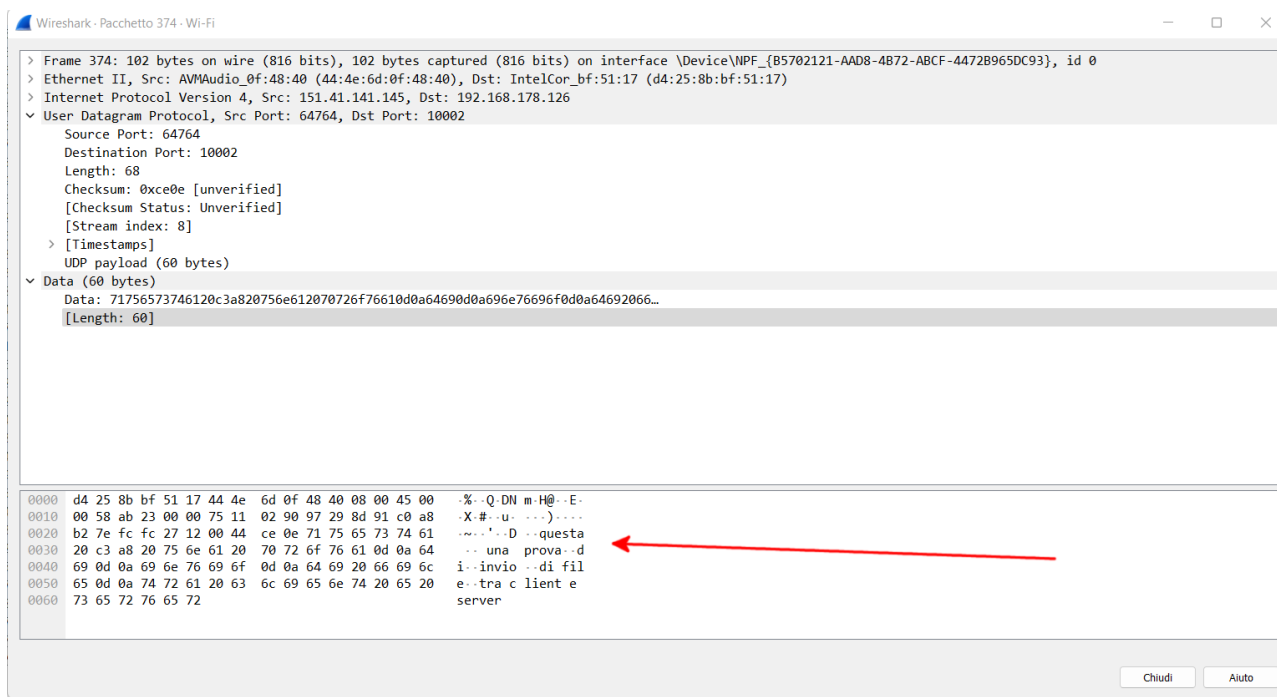 Wireshark · Pacchetto 374 · Wi-Fi
> Frame 374: 102 bytes on wire (816 bits), 102 bytes captured (816 bits) on interface \Device\NPF_{B5702121-AAD8-4B72-ABCF-4472B965DC93}, id 0
> Ethernet II, Src: AVMAudio_0f:48:40 (44:4e:6d:0f:48:40), Dst: IntelCor_bf:51:17 (d4:25:8b:bf:51:17)
> Internet Protocol Version 4, Src: 151.41.141.145, Dst: 192.168.178.126
User Datagram Protocol, Src Port: 64764, Dst Port: 10002
Source Port: 64764
Destination Port: 10002
Length: 68
Checksum: 0xce0e [unverified]
[Checksum Status: Unverified]
[Stream index: 8]
> [Timestamps]
UDP payload (60 bytes)
Data (60 bytes)
Data: 71756573746120c3a820756e612070726f76610d0a64690d0a696e76696f0d0a64692066…
[Length: 60]
0000 d4 25 8b bf 51 17 44 4e 6d 0f 48 40 08 00 45 00 ·%··Q·DN m·H@··E·
0010 00 58 ab 23 00 00 75 11 02 90 97 29 8d 91 c0 a8 ·X·#··u· ···)····
0020 b2 7e fc fc 27 12 00 44 ce 0e 71 75 65 73 74 61 ·~··'··D ··questa
0030 20 c3 a8 20 75 6e 61 20 70 72 6f 76 61 0d 0a 64 ·· una prova··d
0040 69 0d 0a 69 6e 76 69 6f 0d 0a 64 69 20 66 69 6c i··invio ··di fil
0050 65 0d 0a 74 72 61 20 63 6c 69 65 6e 74 20 65 20 e··tra c lient e
0060 73 65 72 76 65 72 server
Chiudi Aiuto